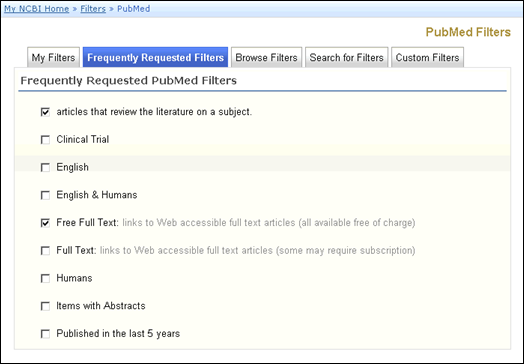 My NCBI Home » Filters » PubMed
PubMed Filters
My Filters Frequently Requested Filters Browse Filters Search for Filters Custom Filters
Frequently Requested PubMed Filters
articles that review the literature on a subject.
Clinical Trial
English
English & Humans
Free Full Text: links to Web accessible full text articles (all available free of charge)
Full Text: links to Web accessible full text articles (some may require subscription)
Humans
Items with Abstracts
Published in the last 5 years